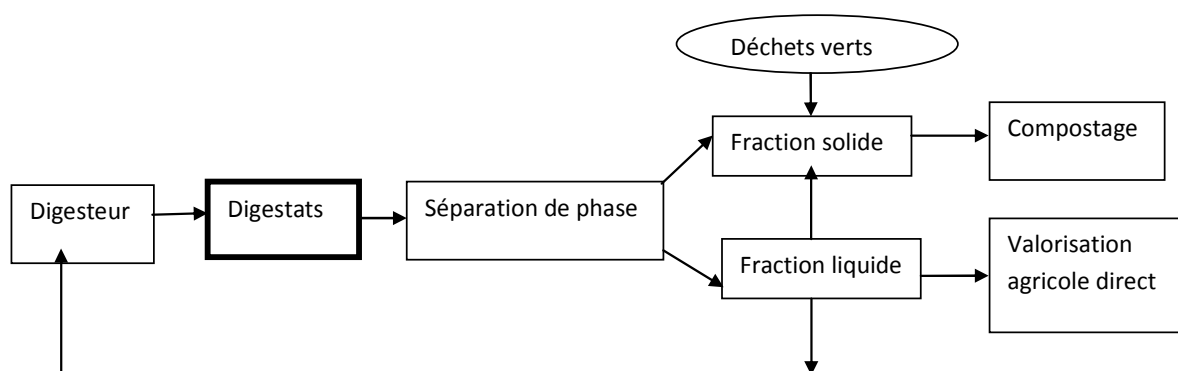 Déchets verts
Fraction solide
Compostage
Digesteur
Digestats
Séparation de phase
Fraction liquide
Valorisation
agricole direct